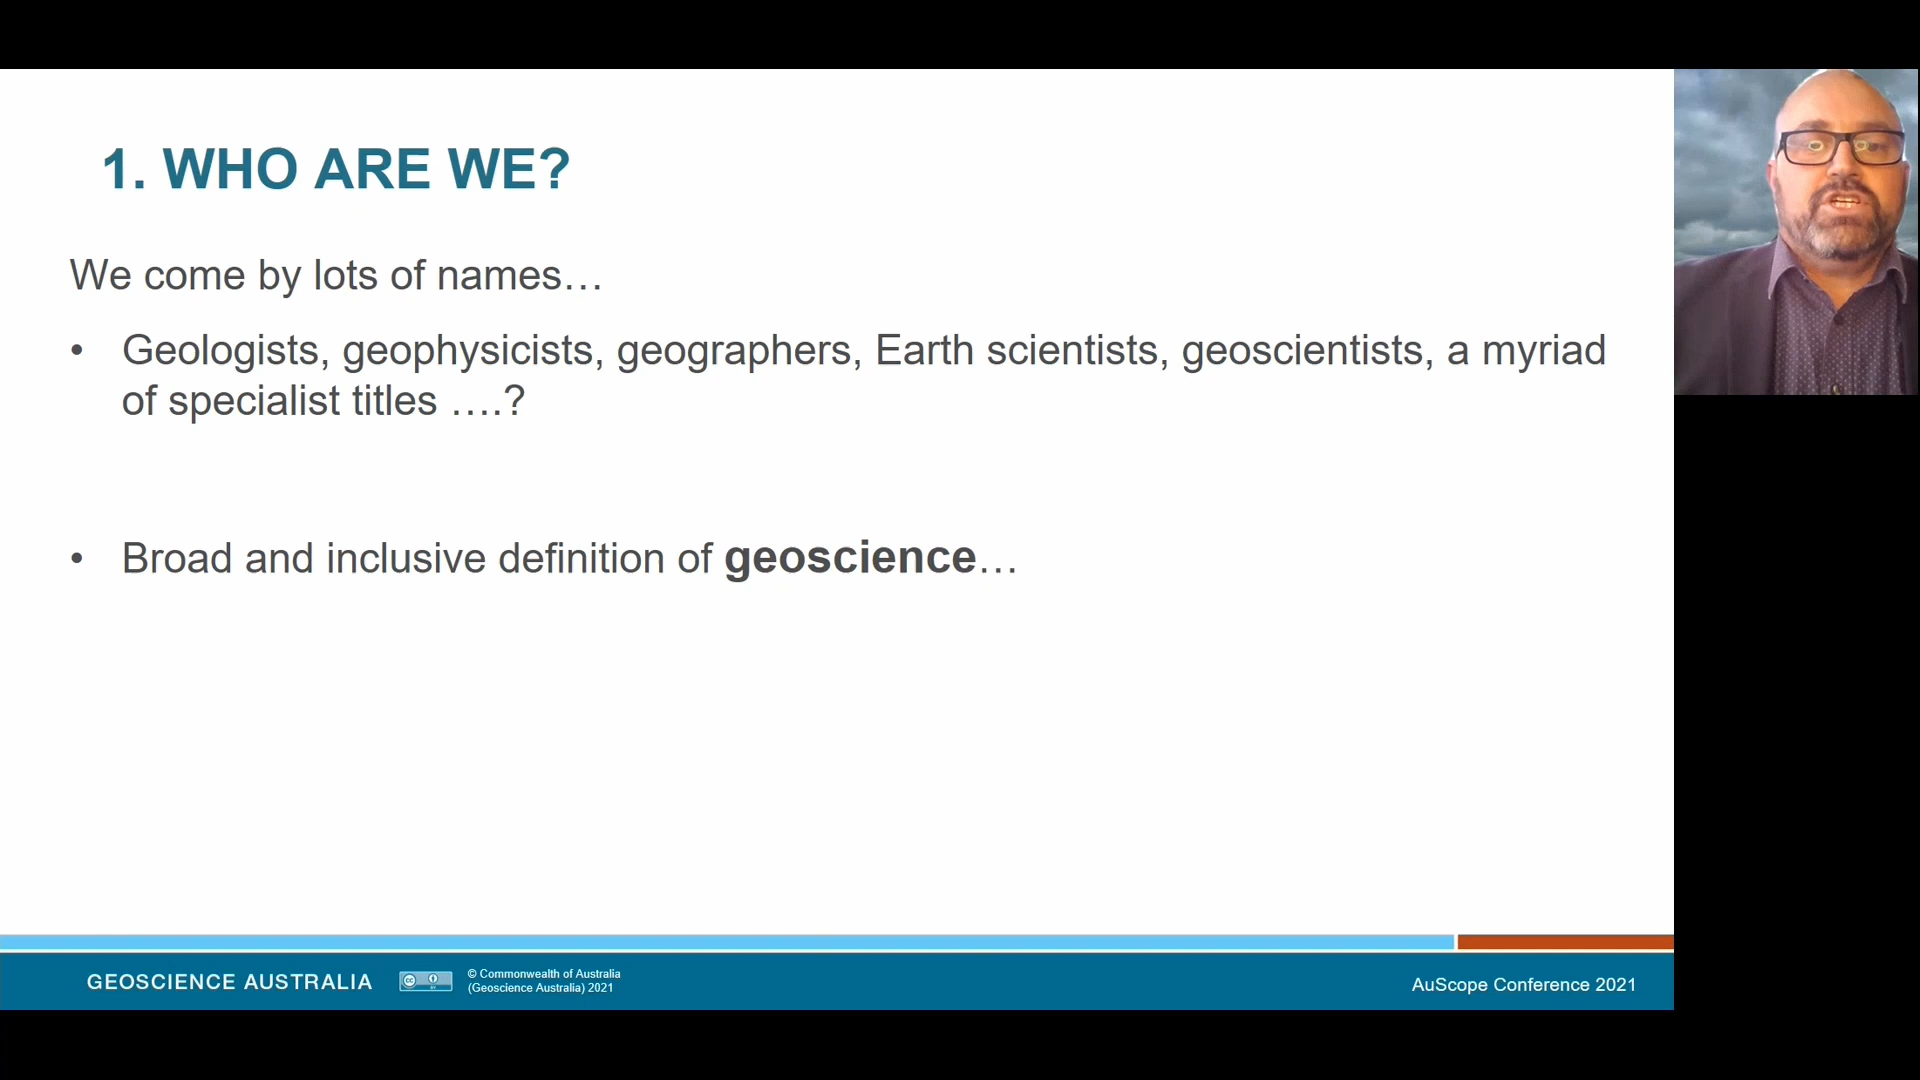 1. WHO ARE WE?
We come by lots of names…
• Geologists, geophysicists, geographers, Earth scientists, geoscientists, a myriad
of specialist titles ….?
• Broad and inclusive definition of geoscience…
GEOSCIENCE AUSTRALIA
© Commonwealth of Australia
(Geoscience Australia) 2021
AuScope Conference 2021